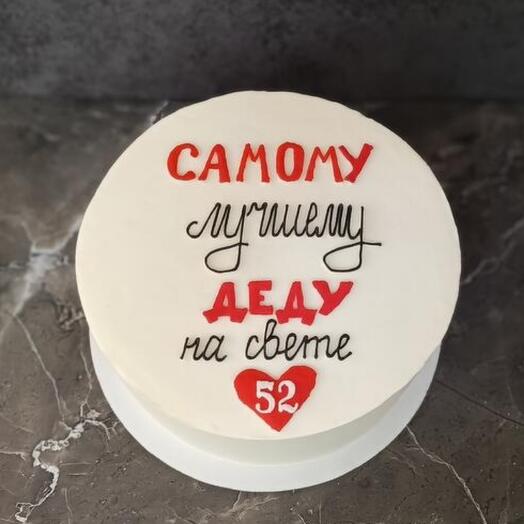 САМОМУ
лучшему
ДЕДУ
на свете
52